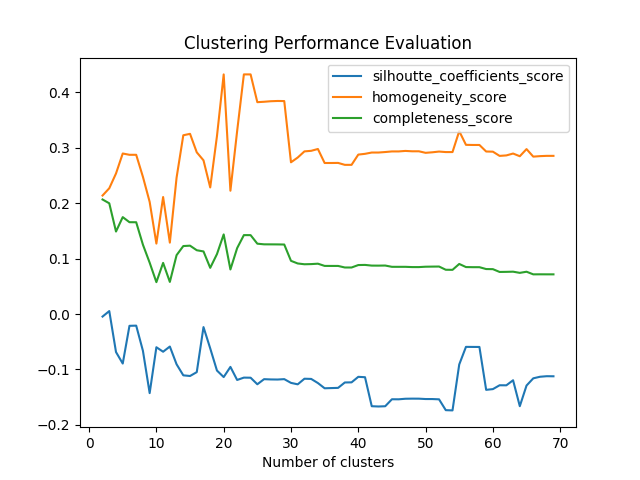 Clustering Performance Evaluation
silhoutte_coefficients_score
homogeneity_score
completeness_score
0.4
0.3
0.2
0.1
0.0
−0.1
−0.2
0 10 20 30 40 50 60 70
Number of clusters